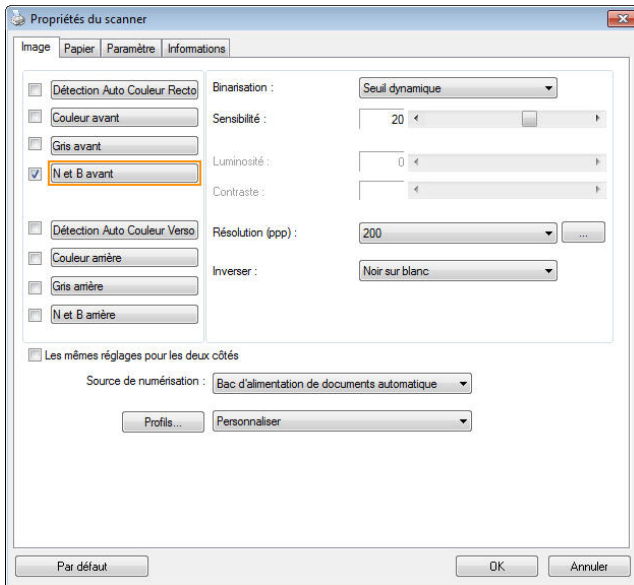 Propriétés du scanner
Image Papier Paramètre Informations
Détection Auto Couleur Recto
Couleur avant
Gris avant
N et B avant
Détection Auto Couleur Verso
Couleur arrière
Gris arrière
N et B arrière
Binarisation : Seuil dynamique
Sensibilité : 20
Luminosité : 0
Contraste :
Résolution (ppp) : 200 ...
Inverser : Noir sur blanc
Les mêmes réglages pour les deux côtés
Source de numérisation : Bac d'alimentation de documents automatique
Profils... Personnaliser
Par défaut OK Annuler